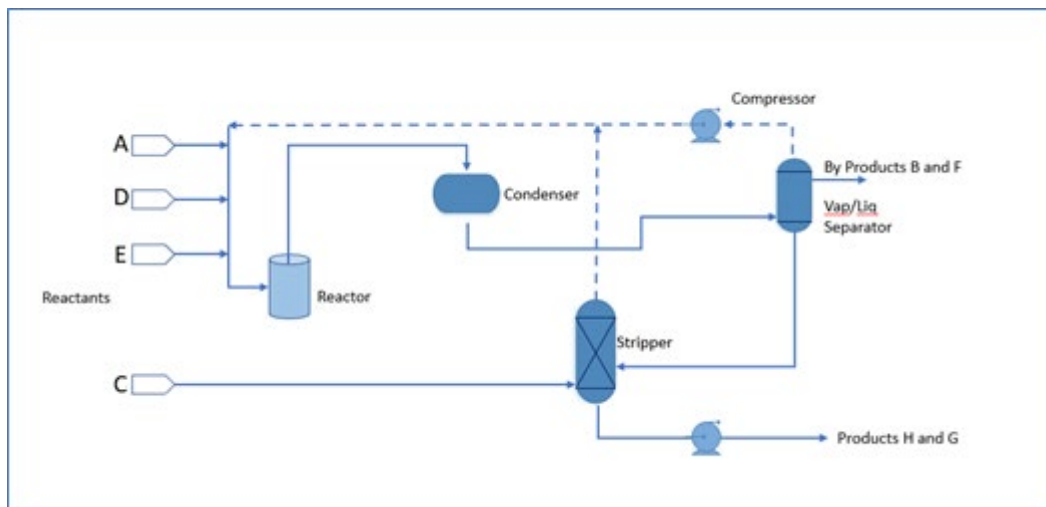 Compressor
A
By Products B and F
D
Condenser
Vap/Liq
Separator
E
Reactants
Reactor
Stripper
C
Products H and G